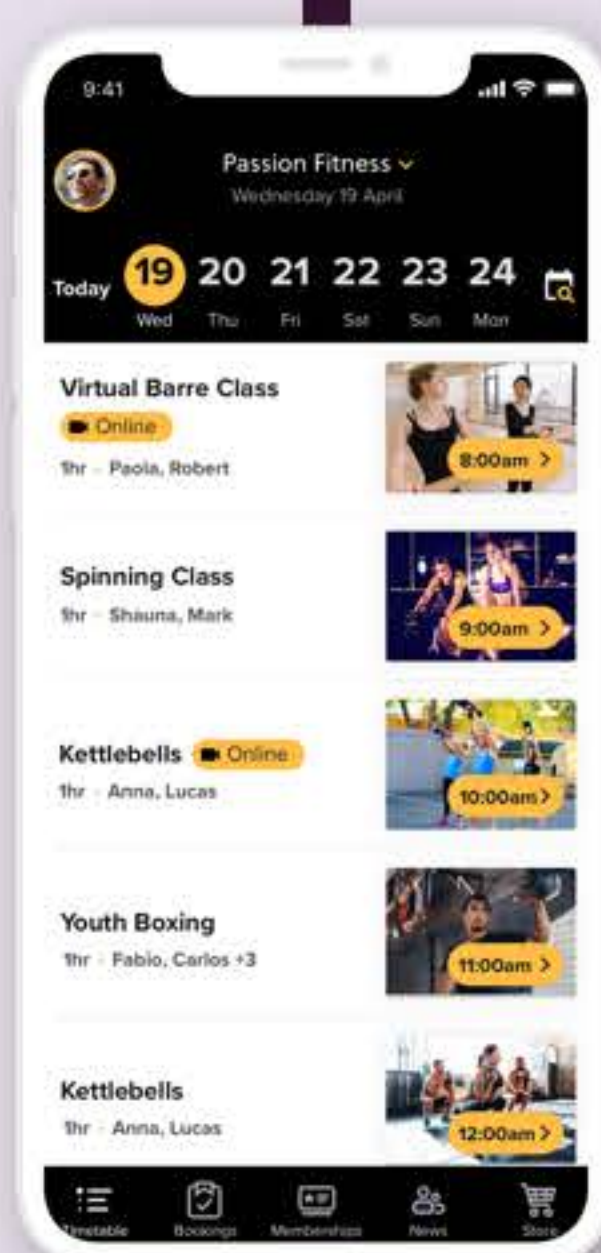 9:41
Passion Fitness
Wednesday 19 April
Today
19 20 21 22 23 24
Wed Thu Fri Sat Sun Mon
Virtual Barre Class
Online
8:00am
1hr - Paola, Robert
Spinning Class
1hr - Shauna, Mark
9:00am
Kettlebells Online
1hr - Anna, Lucas
10:00am
Youth Boxing
1hr - Fabio, Carlos +3
11:00am
Kettlebells
1hr - Anna, Lucas
12:00am
Timetable Bookings Memberships News Store